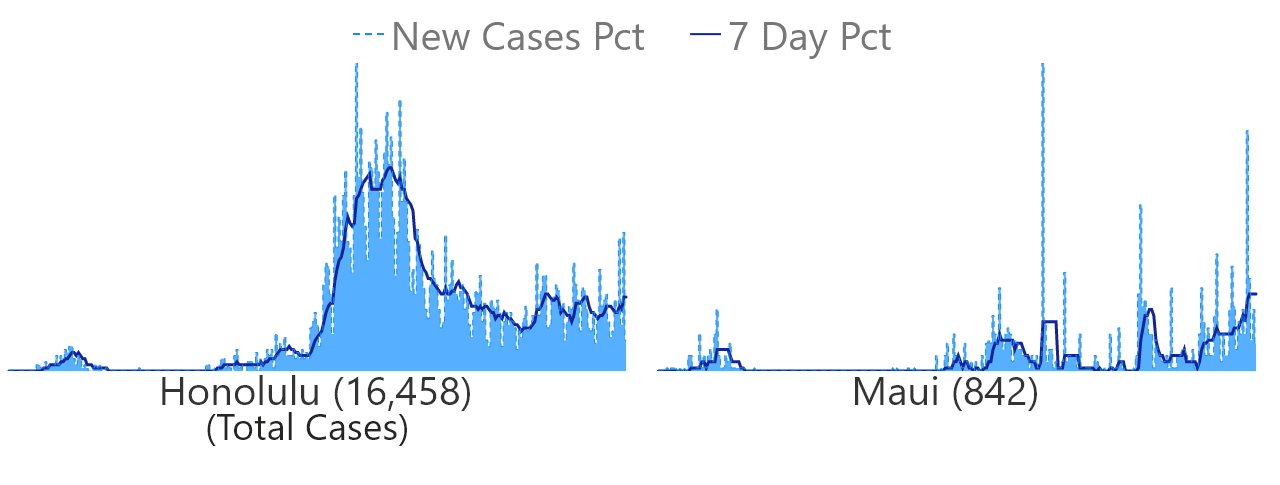 New Cases Pct 7 Day Pct
Honolulu (16,458)
(Total Cases)
Maui (842)